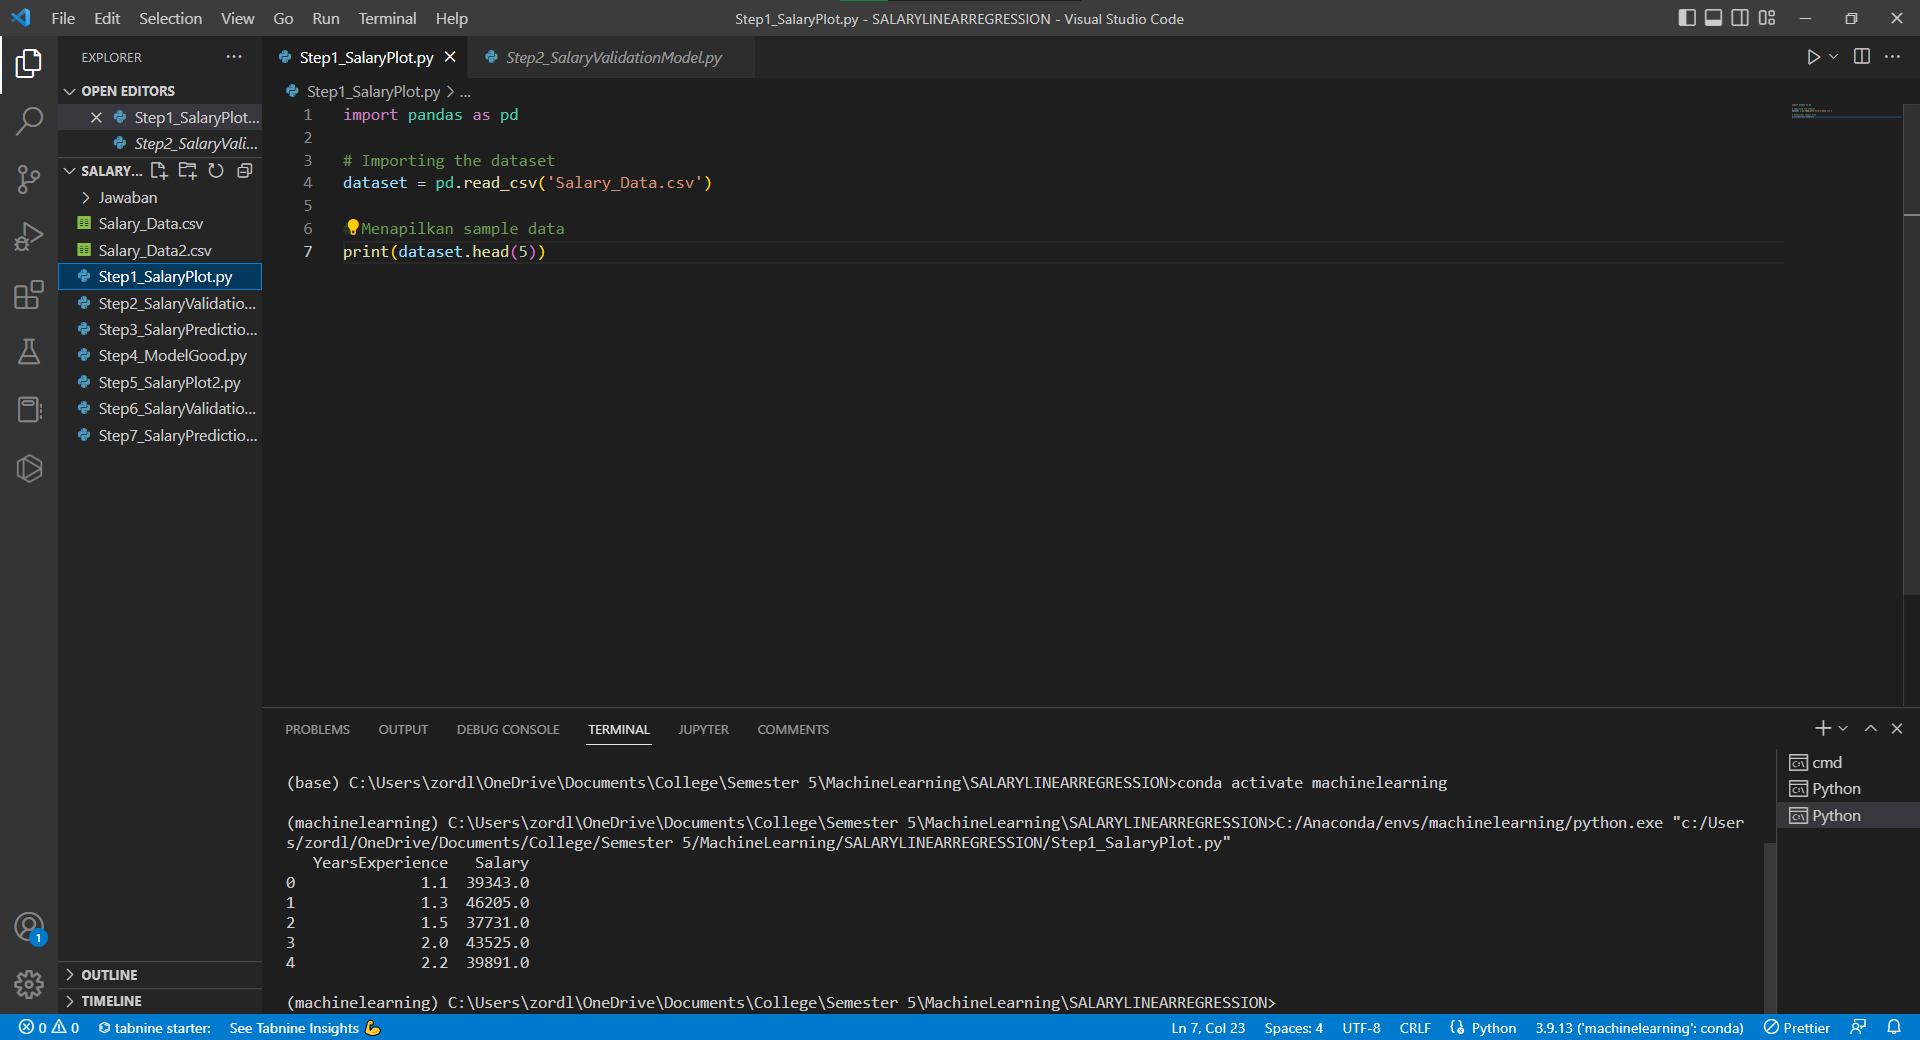 File Edit Selection View Go Run Terminal Help
Step1_SalaryPlot.py - SALARYLINEARREGRESSION - Visual Studio Code
EXPLORER
OPEN EDITORS
Step1_SalaryPlot...
Step2_SalaryVali...
SALARY...
Jawaban
Salary_Data.csv
Salary_Data2.csv
Step1_SalaryPlot.py
Step2_SalaryValidatio...
Step3_SalaryPredictio...
Step4_ModelGood.py
Step5_SalaryPlot2.py
Step6_SalaryValidatio...
Step7_SalaryPredictio...
OUTLINE
TIMELINE
1
Step1_SalaryPlot.py Step2_SalaryValidationModel.py
Step1_SalaryPlot.py > ...
1 import pandas as pd
2
3 # Importing the dataset
4 dataset = pd.read_csv('Salary_Data.csv')
5
6 # Menapilkan sample data
7 print(dataset.head(5))
PROBLEMS OUTPUT DEBUG CONSOLE TERMINAL JUPYTER COMMENTS
(base) C:\Users\zordl\OneDrive\Documents\College\Semester 5\MachineLearning\SALARYLINEARREGRESSION>conda activate machinelearning
(machinelearning) C:\Users\zordl\OneDrive\Documents\College\Semester 5\MachineLearning\SALARYLINEARREGRESSION>C:/Anaconda/envs/machinelearning/python.exe "c:/User
s/zordl/OneDrive/Documents/College/Semester 5/MachineLearning/SALARYLINEARREGRESSION/Step1_SalaryPlot.py"
YearsExperience Salary
0 1.1 39343.0
1 1.3 46205.0
2 1.5 37731.0
3 2.0 43525.0
4 2.2 39891.0
(machinelearning) C:\Users\zordl\OneDrive\Documents\College\Semester 5\MachineLearning\SALARYLINEARREGRESSION>
cmd
Python
Python
0 0 tabnine starter: See Tabnine Insights 💪 Ln 7, Col 23 Spaces: 4 UTF-8 CRLF Python 3.9.13 ('machinelearning': conda) Prettier